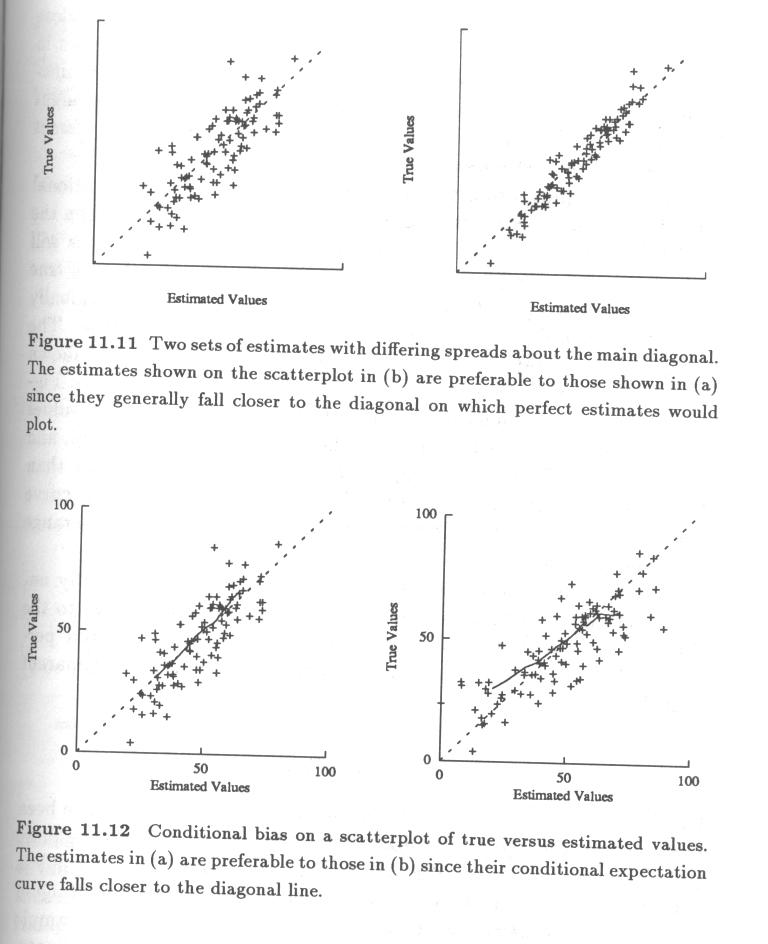 True Values
Estimated Values
True Values
Estimated Values
Figure 11.11 Two sets of estimates with differing spreads about the main diagonal.
The estimates shown on the scatterplot in (b) are preferable to those shown in (a)
since they generally fall closer to the diagonal on which perfect estimates would
plot.
100
50
0
True Values
0 50 100
Estimated Values
100
50
0
True Values
0 50 100
Estimated Values
Figure 11.12 Conditional bias on a scatterplot of true versus estimated values.
The estimates in (a) are preferable to those in (b) since their conditional expectation
curve falls closer to the diagonal line.